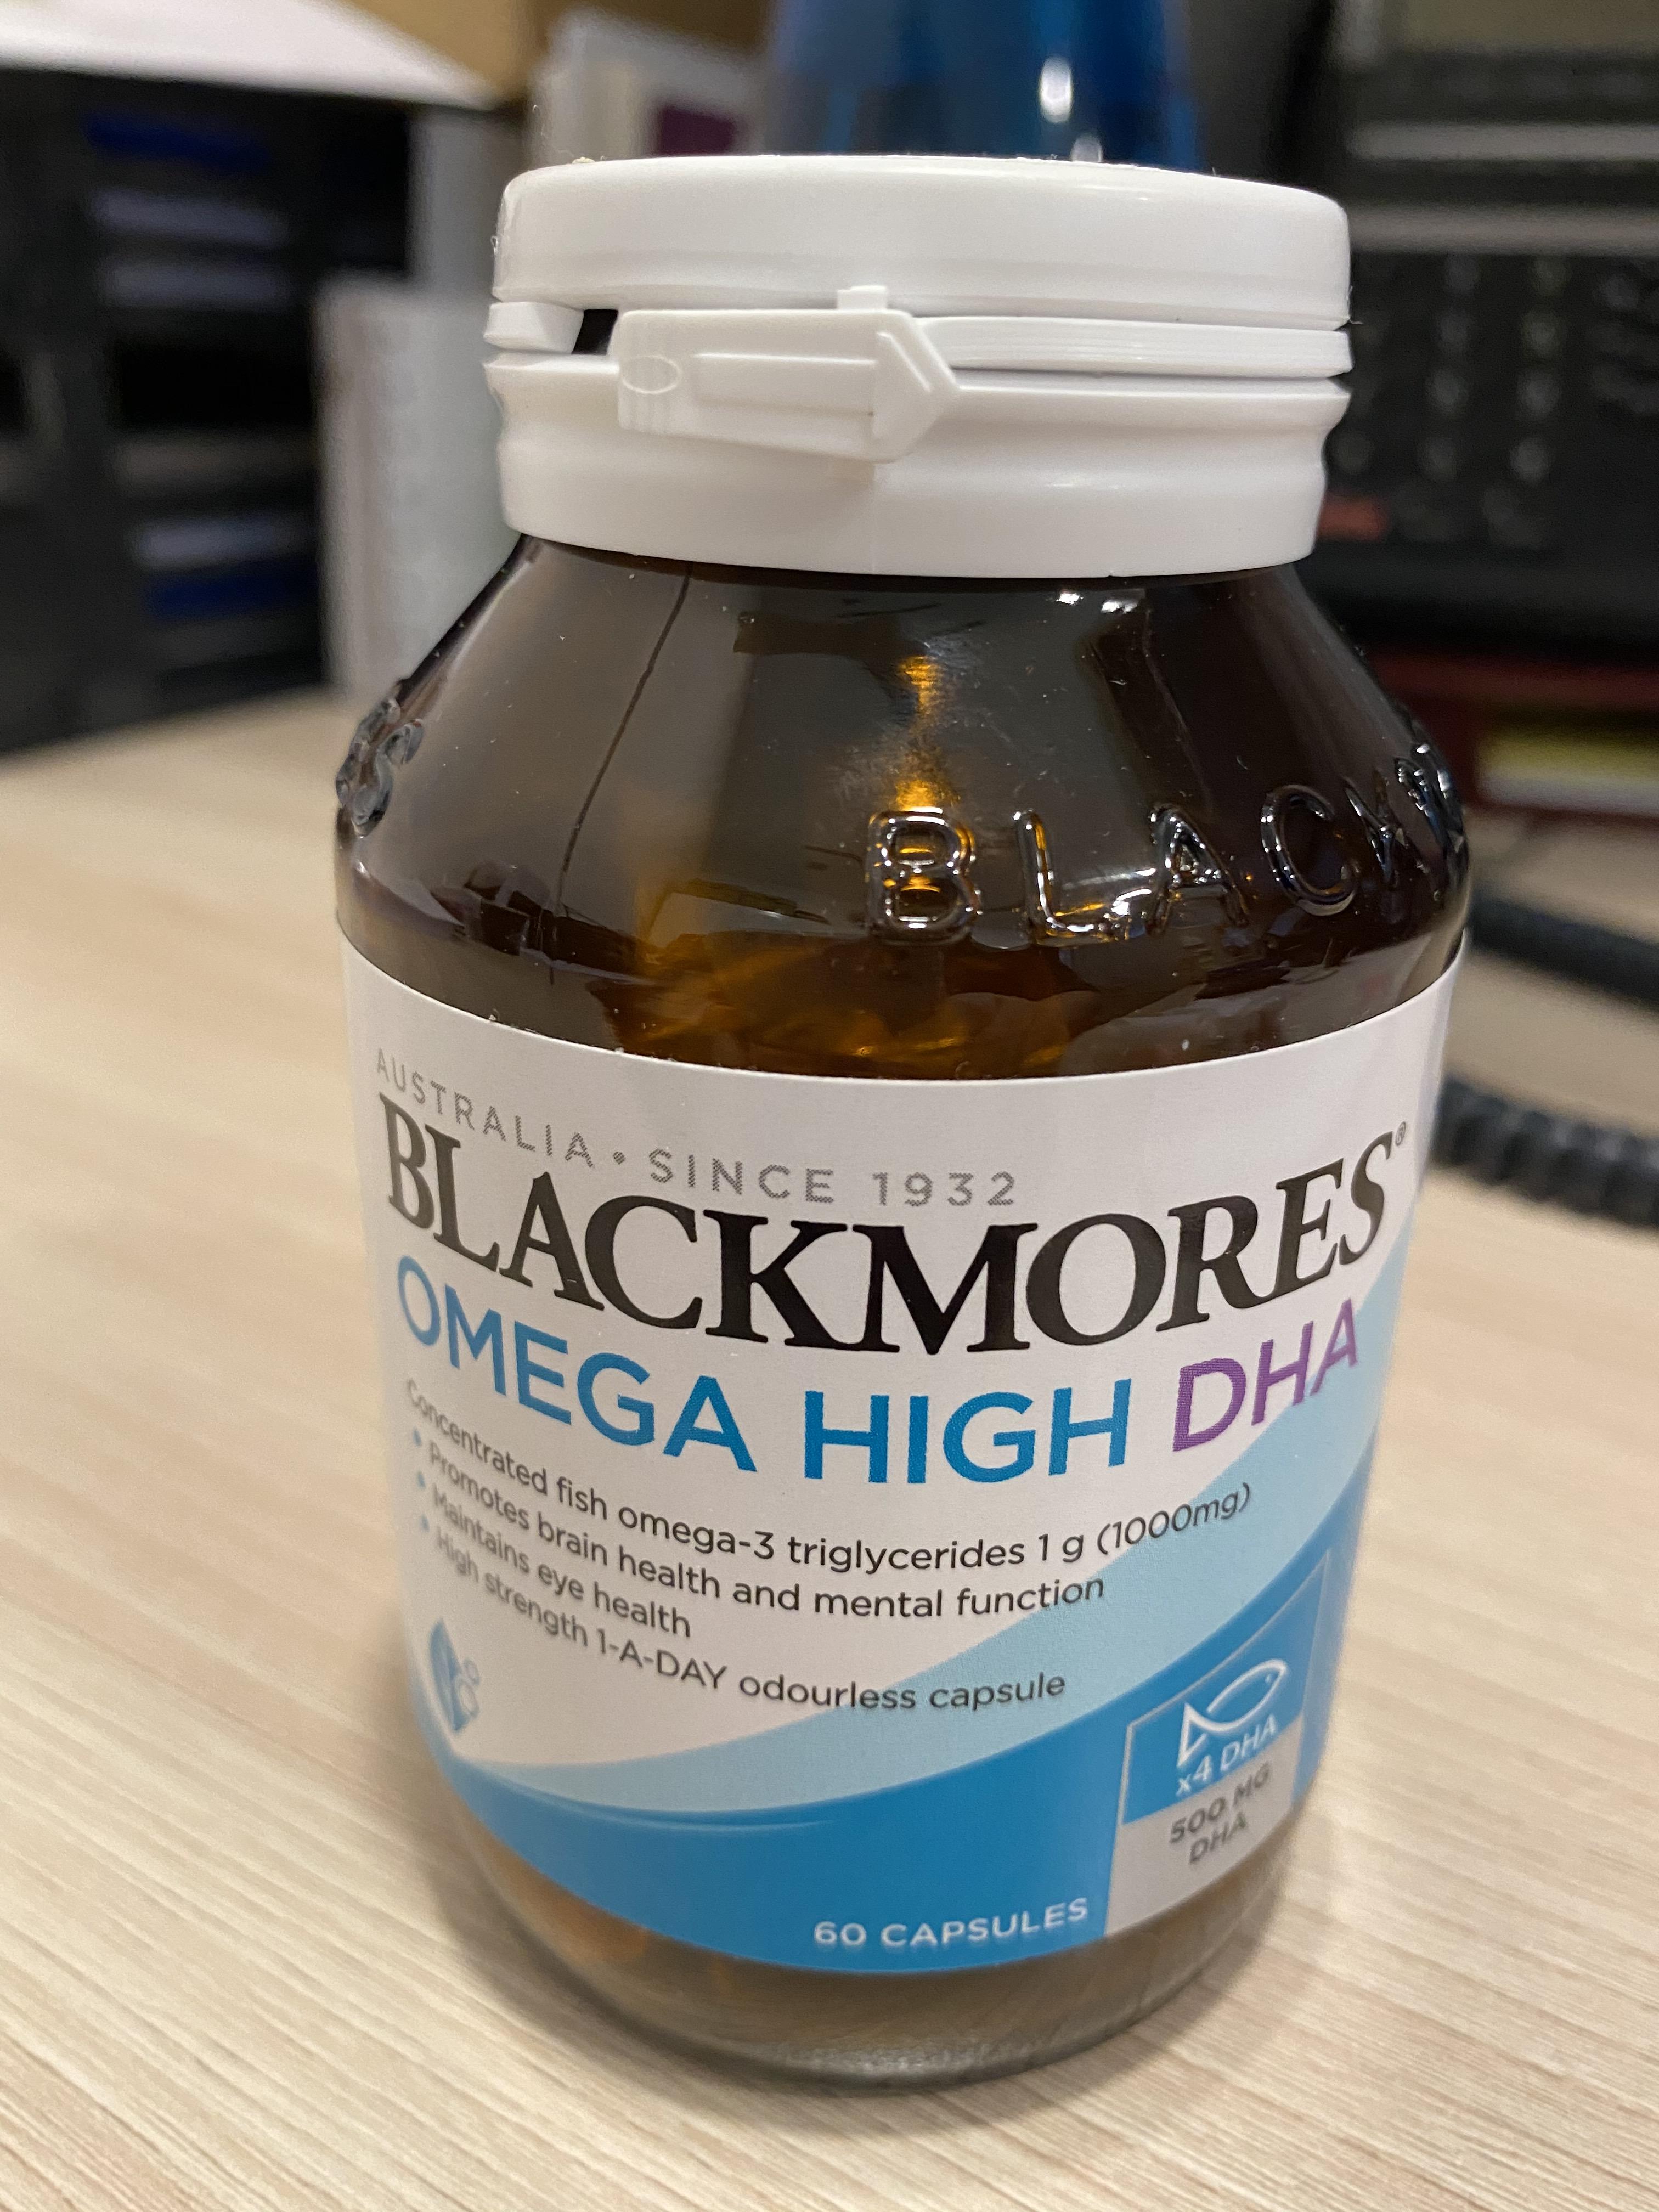 BLACKM
S
AUSTRALIA • SINCE 1932
BLACKMORES®
OMEGA HIGH DHA
Concentrated fish omega-3 triglycerides 1 g (1000mg)
• Promotes brain health and mental function
• Maintains eye health
• High strength 1-A-DAY odourless capsule
x4 DHA
500 MG
DHA
60 CAPSULES